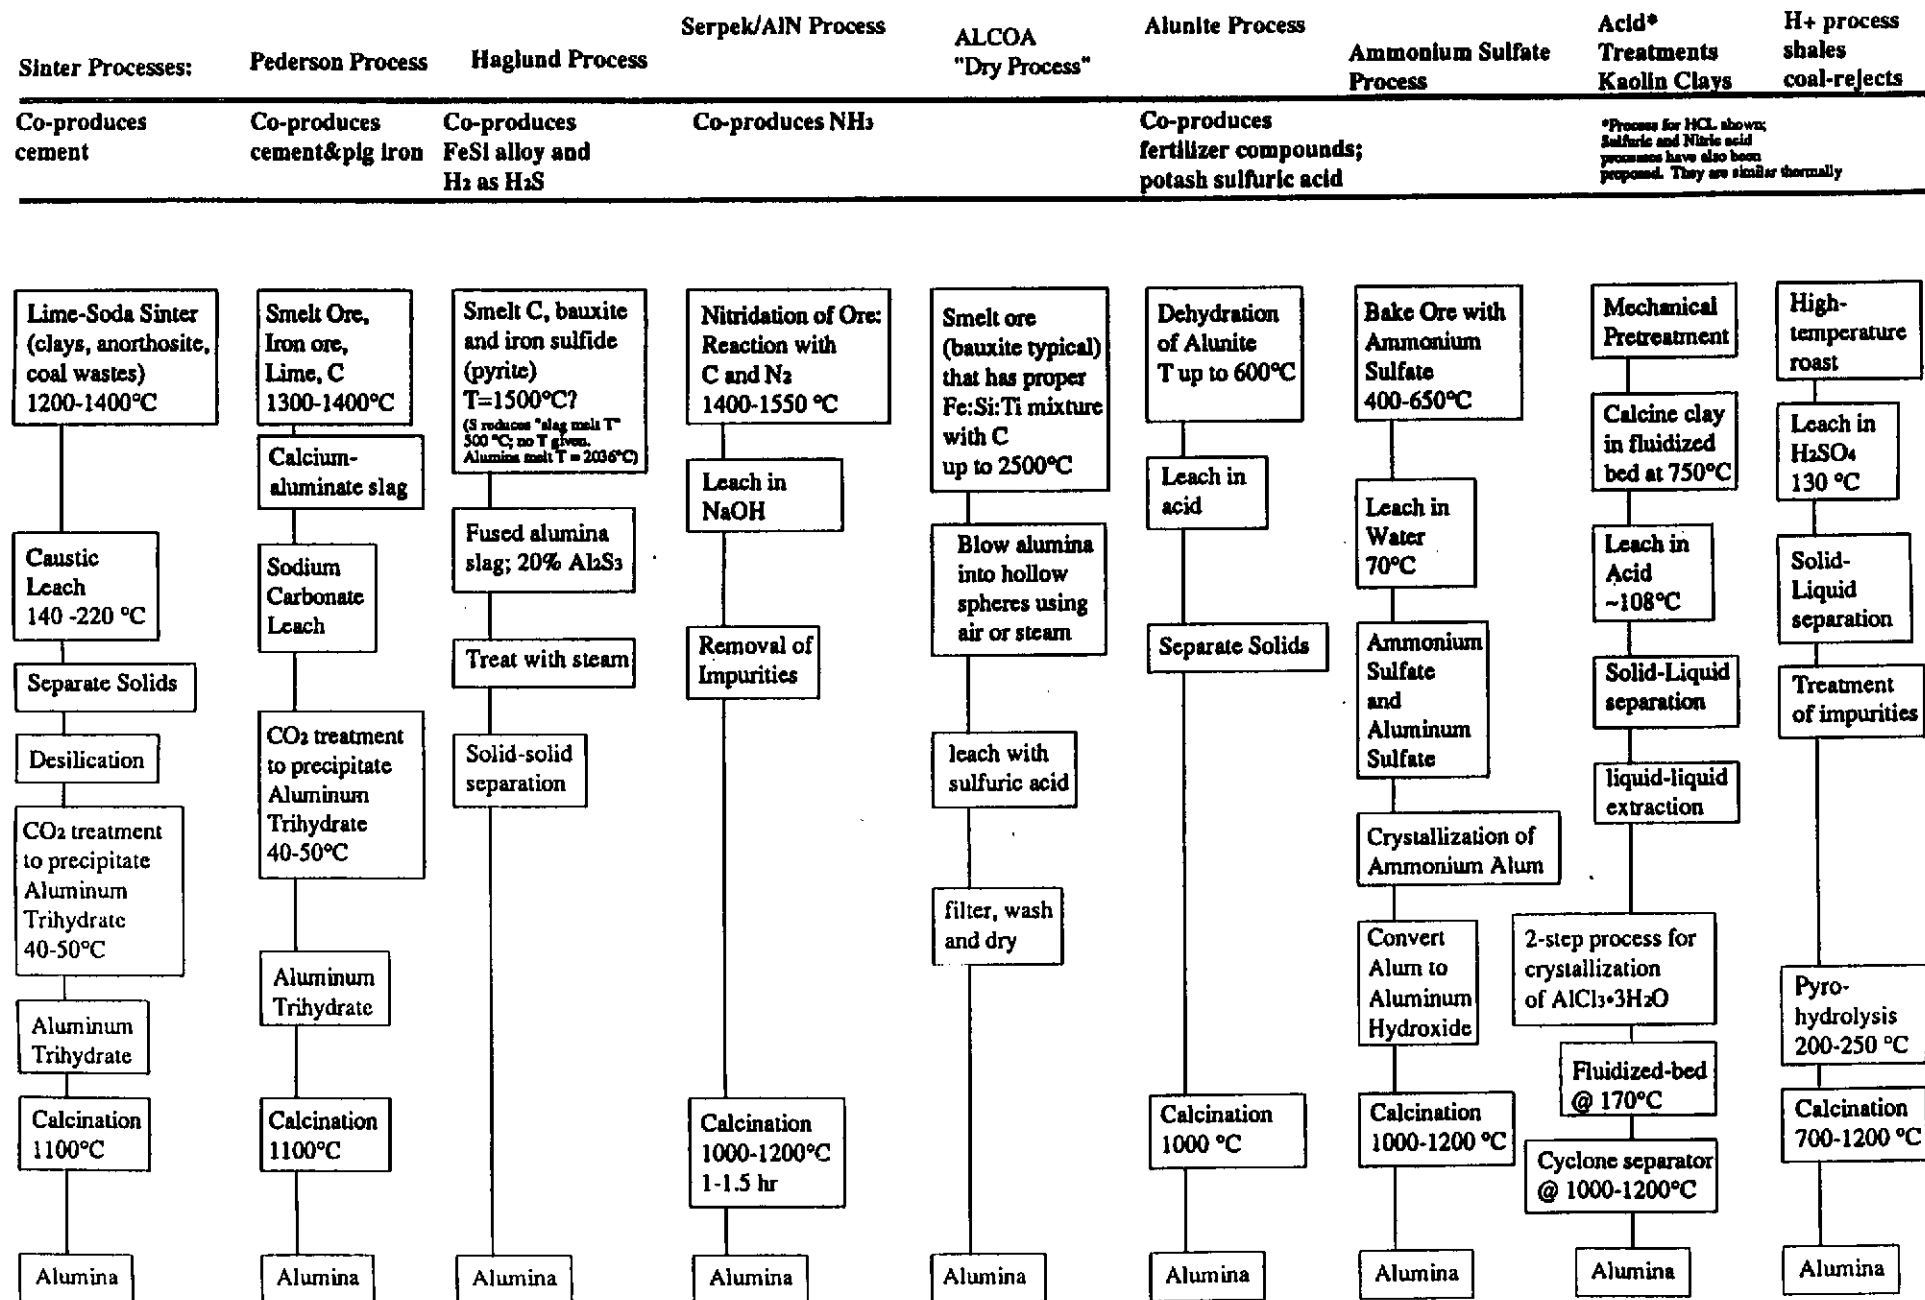 Sinter Processes:
Pederson Process
Haglund Process
Serpek/AlN Process
ALCOA
"Dry Process"
Alunite Process
Ammonium Sulfate
Process
Acid*
Treatments
Kaolin Clays
H+ process
shales
coal-rejects
Co-produces
cement
Co-produces
cement&pig iron
Co-produces
FeSi alloy and
H2 as H2S
Co-produces NH3
Co-produces
fertilizer compounds;
potash sulfuric acid
*Process for HCL shown;
Sulfuric and Nitric acid
processes have also been
proposed. They are similar thermally
Lime-Soda Sinter
(clays, anorthosite,
coal wastes)
1200-1400°C
Caustic
Leach
140 -220 °C
Separate Solids
Desilication
CO2 treatment
to precipitate
Aluminum
Trihydrate
40-50°C
Aluminum
Trihydrate
Calcination
1100°C
Alumina
Smelt Ore,
Iron ore,
Lime, C
1300-1400°C
Calcium-
aluminate slag
Sodium
Carbonate
Leach
CO2 treatment
to precipitate
Aluminum
Trihydrate
40-50°C
Aluminum
Trihydrate
Calcination
1100°C
Alumina
Smelt C, bauxite
and iron sulfide
(pyrite)
T=1500°C?
(S reduces "slag melt T"
500 °C; no T given.
Alumina melt T = 2036°C)
Fused alumina
slag; 20% Al2S3
Treat with steam
Solid-solid
separation
Alumina
Nitridation of Ore:
Reaction with
C and N2
1400-1550 °C
Leach in
NaOH
Removal of
Impurities
Calcination
1000-1200°C
1-1.5 hr
Alumina
Smelt ore
(bauxite typical)
that has proper
Fe:Si:Ti mixture
with C
up to 2500°C
Blow alumina
into hollow
spheres using
air or steam
leach with
sulfuric acid
filter, wash
and dry
Alumina
Dehydration
of Alunite
T up to 600°C
Leach in
acid
Separate Solids
Calcination
1000 °C
Alumina
Bake Ore with
Ammonium
Sulfate
400-650°C
Leach in
Water
70°C
Ammonium
Sulfate
and
Aluminum
Sulfate
Crystallization of
Ammonium Alum
Convert
Alum to
Aluminum
Hydroxide
Calcination
1000-1200 °C
Alumina
Mechanical
Pretreatment
Calcine clay
in fluidized
bed at 750°C
Leach in
Acid
~108°C
Solid-Liquid
separation
liquid-liquid
extraction
2-step process for
crystallization
of AlCl3•3H2O
Fluidized-bed
@ 170°C
Cyclone separator
@ 1000-1200°C
Alumina
High-
temperature
roast
Leach in
H2SO4
130 °C
Solid-
Liquid
separation
Treatment
of impurities
Pyro-
hydrolysis
200-250 °C
Calcination
700-1200 °C
Alumina